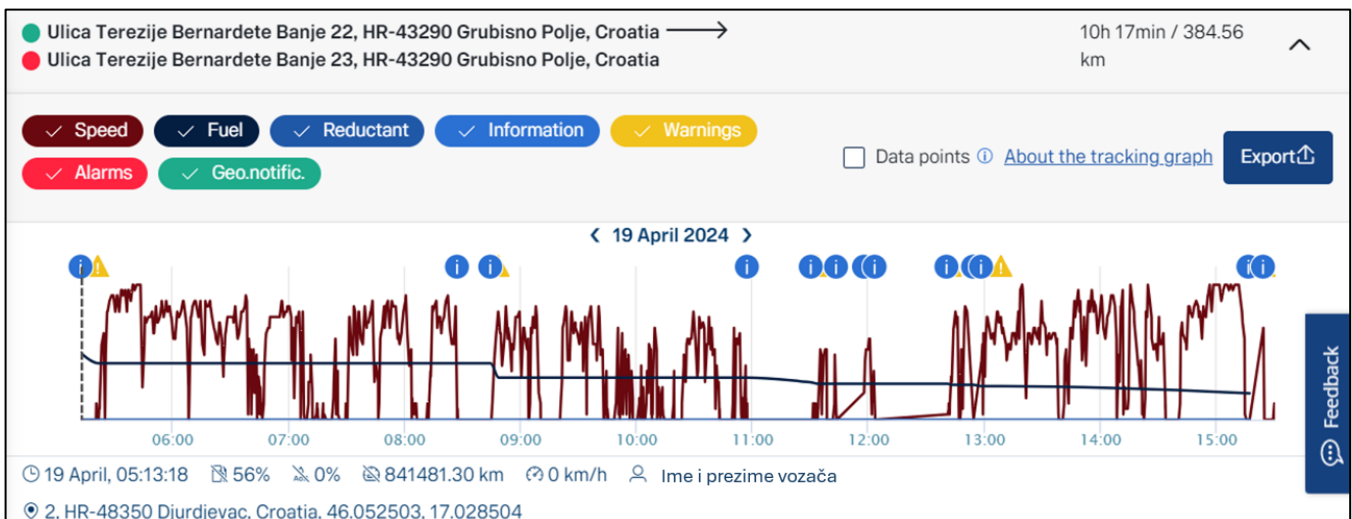 Ulica Terezije Bernardete Banje 22, HR-43290 Grubisno Polje, Croatia
Ulica Terezije Bernardete Banje 23, HR-43290 Grubisno Polje, Croatia
10h 17min / 384.56
km
Speed Fuel Reductant Information Warnings
Alarms Geo.notific.
Data points About the tracking graph Export
19 April 2024
06:00 07:00 08:00 09:00 10:00 11:00 12:00 13:00 14:00 15:00
19 April, 05:13:18 56% 0% 841481.30 km 0 km/h Ime i prezime vozača
2, HR-48350 Djurdjevac, Croatia, 46.052503, 17.028504
Feedback